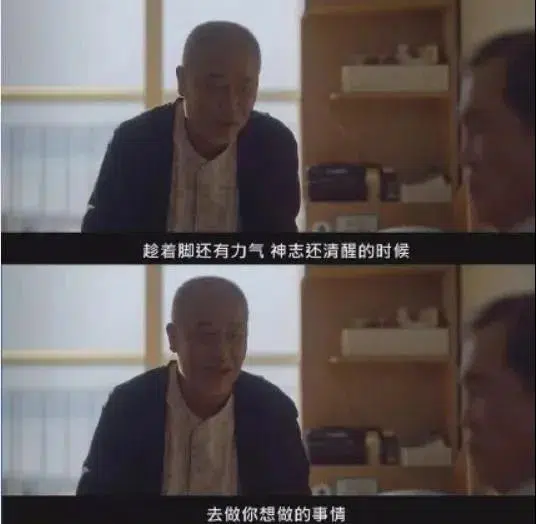 趁着脚还有力气 神志还清醒的时候
去做你想做的事情